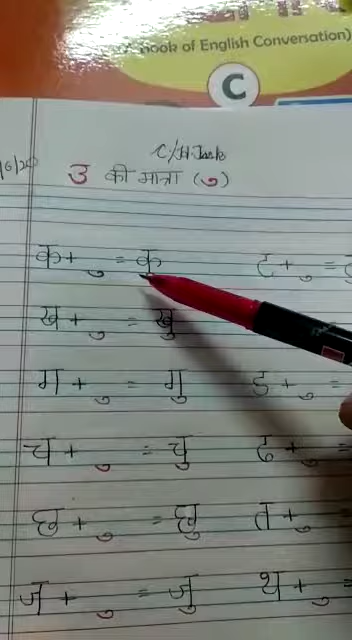 Book of English Conversation)
C
C/H.Task
उ की मात्रा (ु)
क + ु = कु
ट + ु =
ख + ु = खु
ग + ु = गु
ड + ु =
च + ु = चु
ढ + ु =
छ + ु = छु
त + ु
ज + ु = जु
थ + ु =